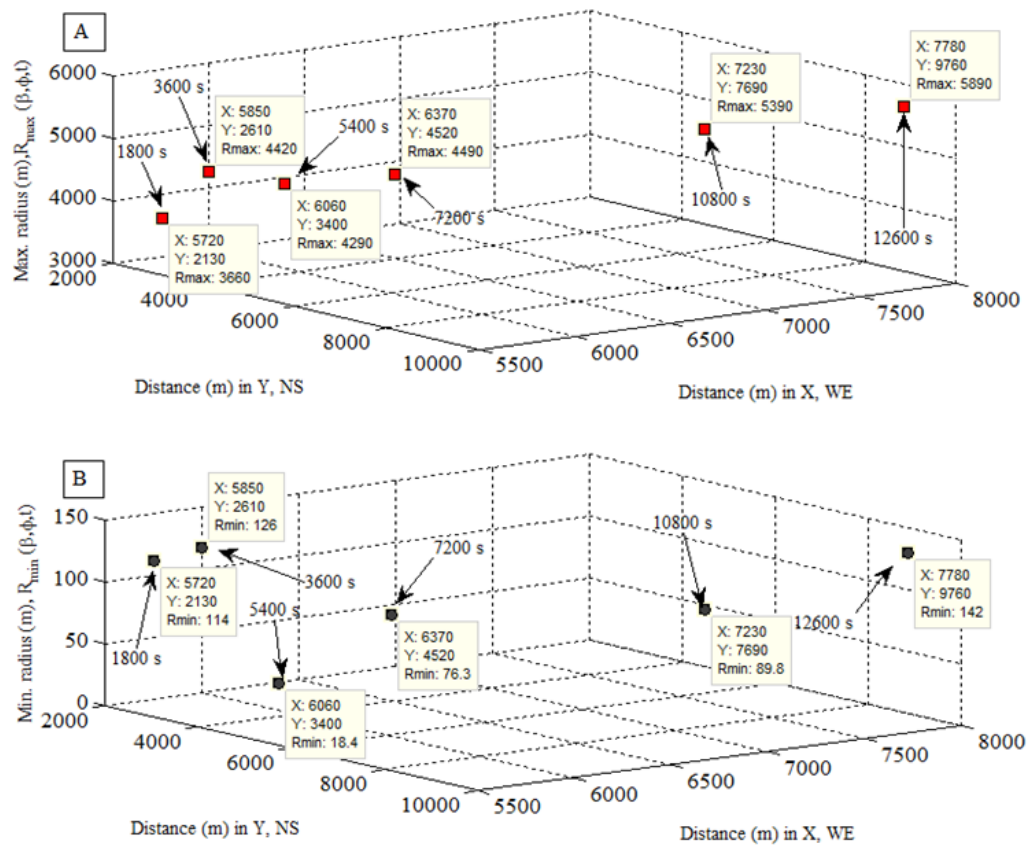 A
Max. radius (m),R_max (β,ϕ,t)
6000
5000
4000
3000
2000
4000
6000
8000
10000
5500
6000
6500
7000
7500
8000
Distance (m) in Y, NS
Distance (m) in X, WE
1800 s
X: 5720
Y: 2130
Rmax: 3660
3600 s
X: 5850
Y: 2610
Rmax: 4420
5400 s
X: 6060
Y: 3400
Rmax: 4290
7200 s
X: 6370
Y: 4520
Rmax: 4490
10800 s
X: 7230
Y: 7690
Rmax: 5390
12600 s
X: 7780
Y: 9760
Rmax: 5890
B
Min. radius (m), R_min (β,ϕ,t)
150
100
50
0
2000
4000
6000
8000
10000
5500
6000
6500
7000
7500
8000
Distance (m) in Y, NS
Distance (m) in X, WE
1800 s
X: 5720
Y: 2130
Rmin: 114
3600 s
X: 5850
Y: 2610
Rmin: 126
5400 s
X: 6060
Y: 3400
Rmin: 18.4
7200 s
X: 6370
Y: 4520
Rmin: 76.3
10800 s
X: 7230
Y: 7690
Rmin: 89.8
12600 s
X: 7780
Y: 9760
Rmin: 142